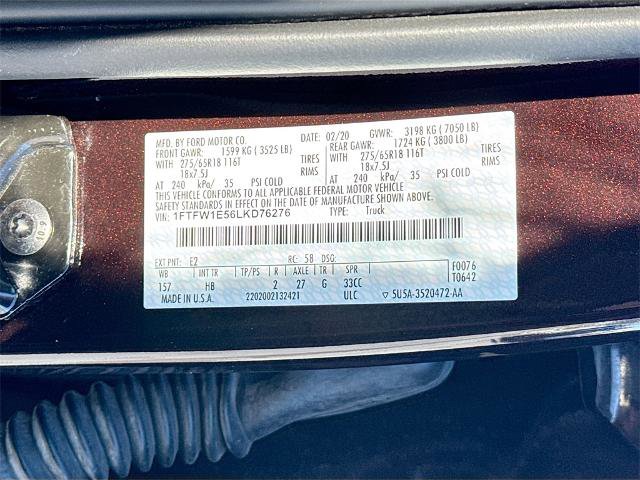 MFD. BY FORD MOTOR CO. DATE: 02/20 GVWR: 3198 KG (7050 LB)
FRONT GAWR: 1599 KG (3525 LB) REAR GAWR: 1724 KG (3800 LB)
WITH 275/65R18 116T TIRES WITH 275/65R18 116T TIRES
18x7.5J RIMS 18x7.5J RIMS
AT 240 kPa/ 35 PSI COLD AT 240 kPa/ 35 PSI COLD
THIS VEHICLE CONFORMS TO ALL APPLICABLE FEDERAL MOTOR VEHICLE
SAFETY AND THEFT PREVENTION STANDARDS IN EFFECT ON THE DATE OF
VIN: 1FTFW1E56LKD76276 TYPE: Truck
EXT PNT: E2 RC: 58 DSO: F0076
WB INT TR TP/PS R AXLE TR SPR T0642
157 HB 2 27 G 33CC
MADE IN U.S.A. 2202002132421 ULC ▽ 5U5A-3520472-AA